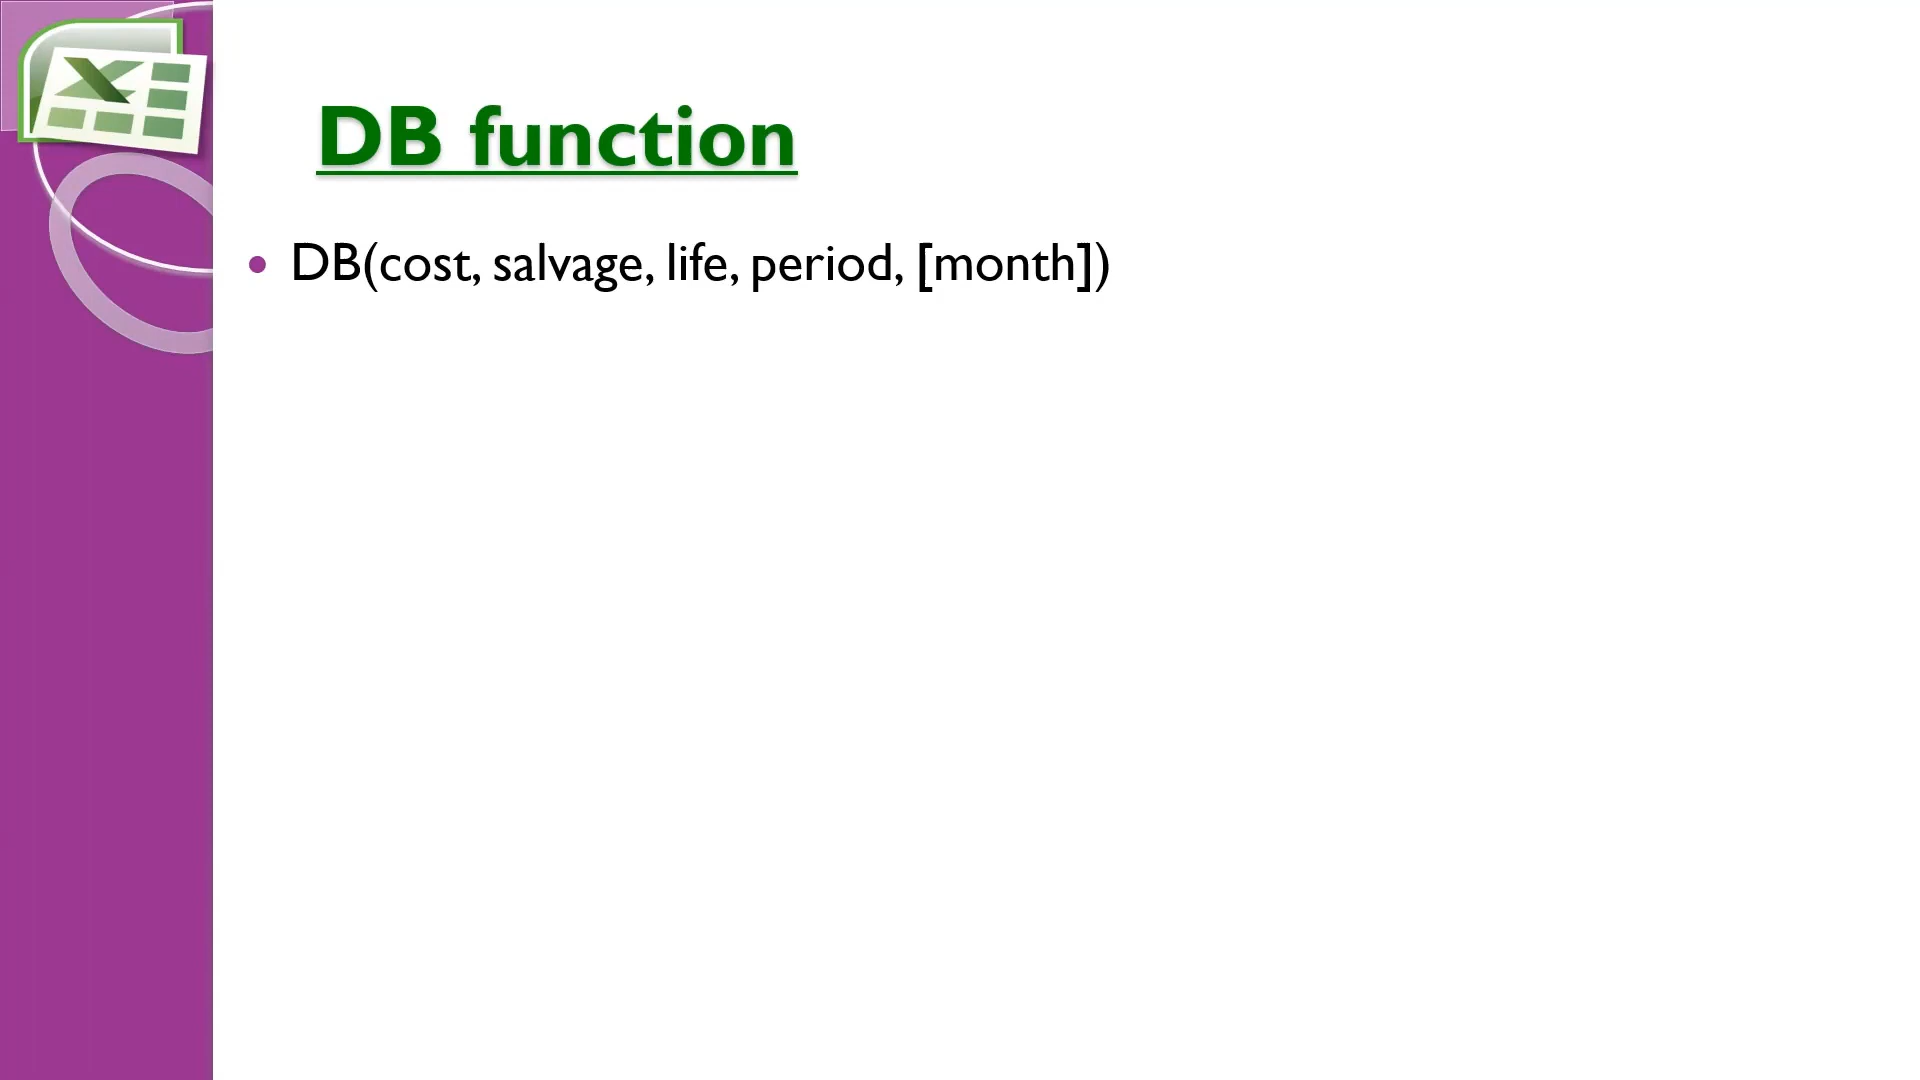 DB function
• DB(cost, salvage, life, period, [month])